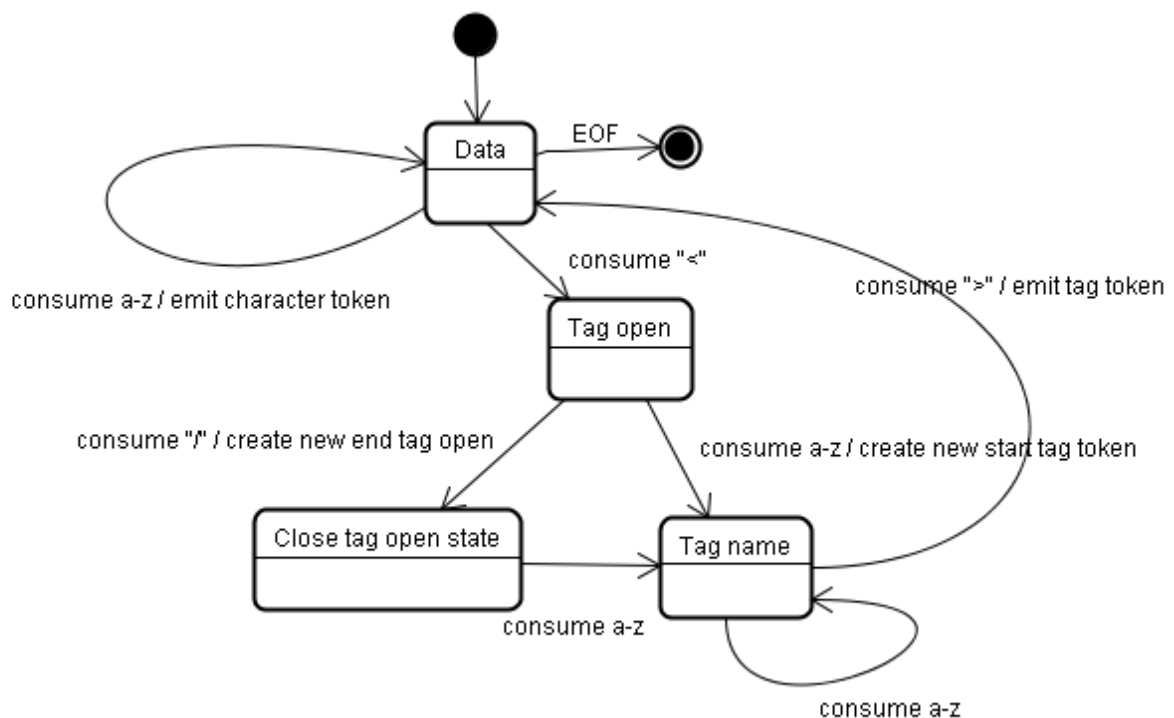 EOF
Data
consume "<"
consume ">" / emit tag token
consume a-z / emit character token
Tag open
consume "/" / create new end tag open
consume a-z / create new start tag token
Close tag open state
Tag name
consume a-z
consume a-z